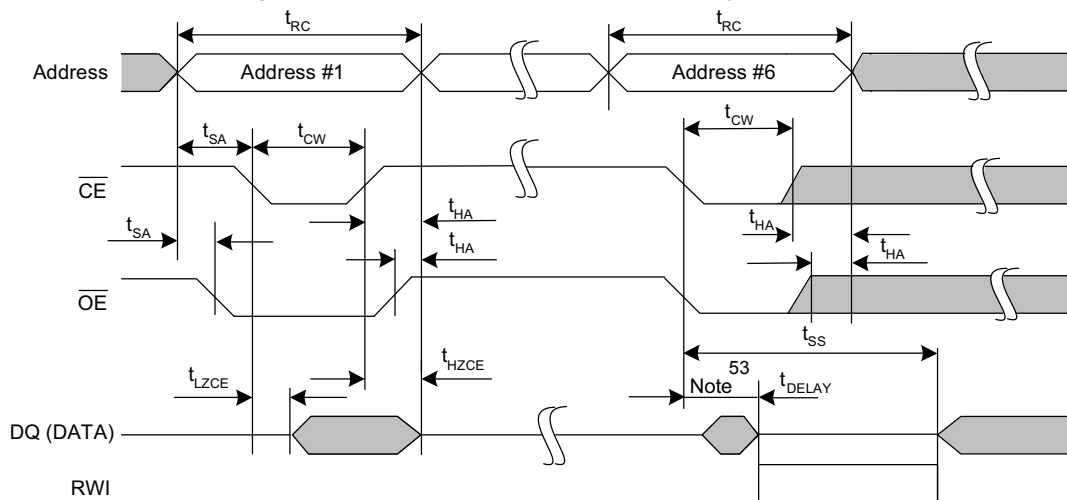 tRC tRC
Address Address #1 Address #6
tSA tCW tCW
CE
tSA tHA tHA
tHA tHA
OE
tSS
tLZCE tHZCE 53
Note tDELAY
DQ (DATA)
RWI